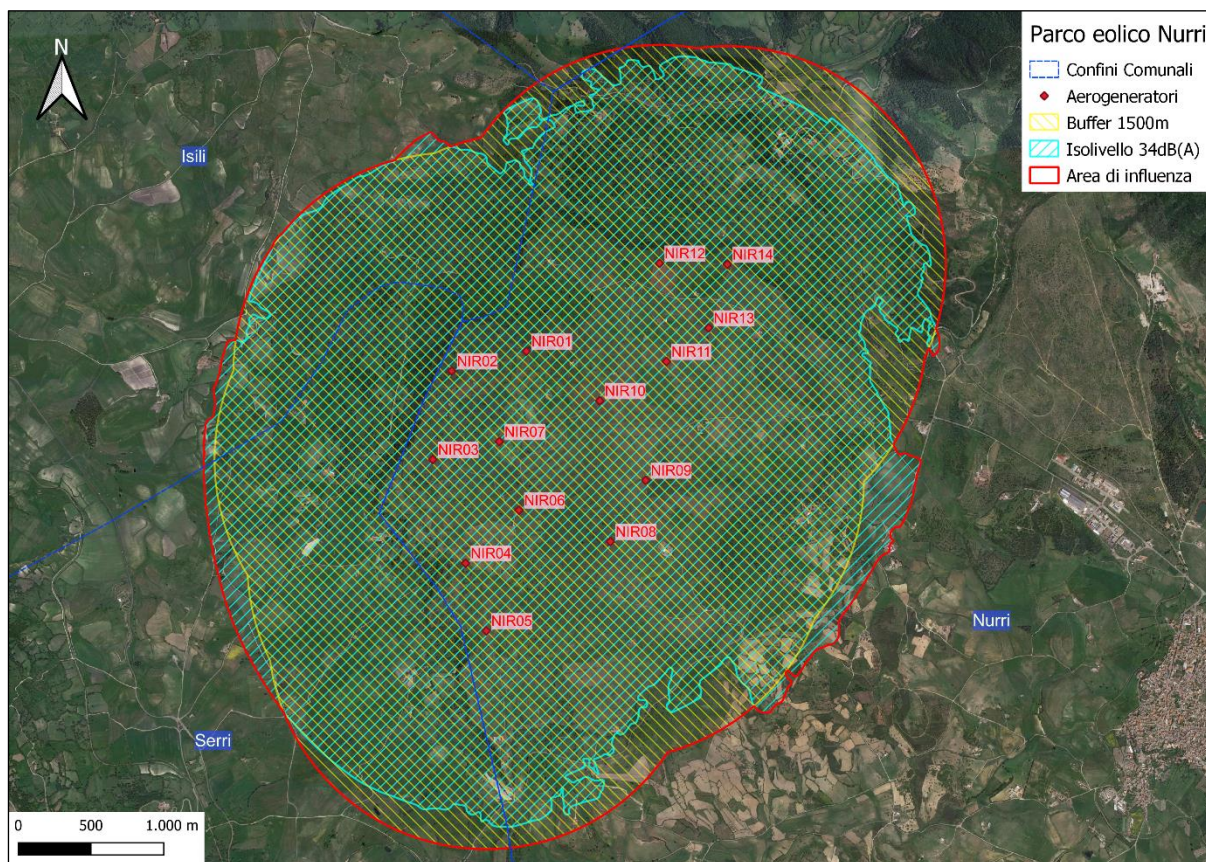 Parco eolico Nurri
Confini Comunali
Aerogeneratori
Buffer 1500m
Isolivello 34dB(A)
Area di influenza
N
Isili
NIR12
NIR14
NIR13
NIR01
NIR11
NIR02
NIR10
NIR07
NIR03
NIR09
NIR06
NIR08
NIR04
Nurri
NIR05
Serri
0 500 1.000 m